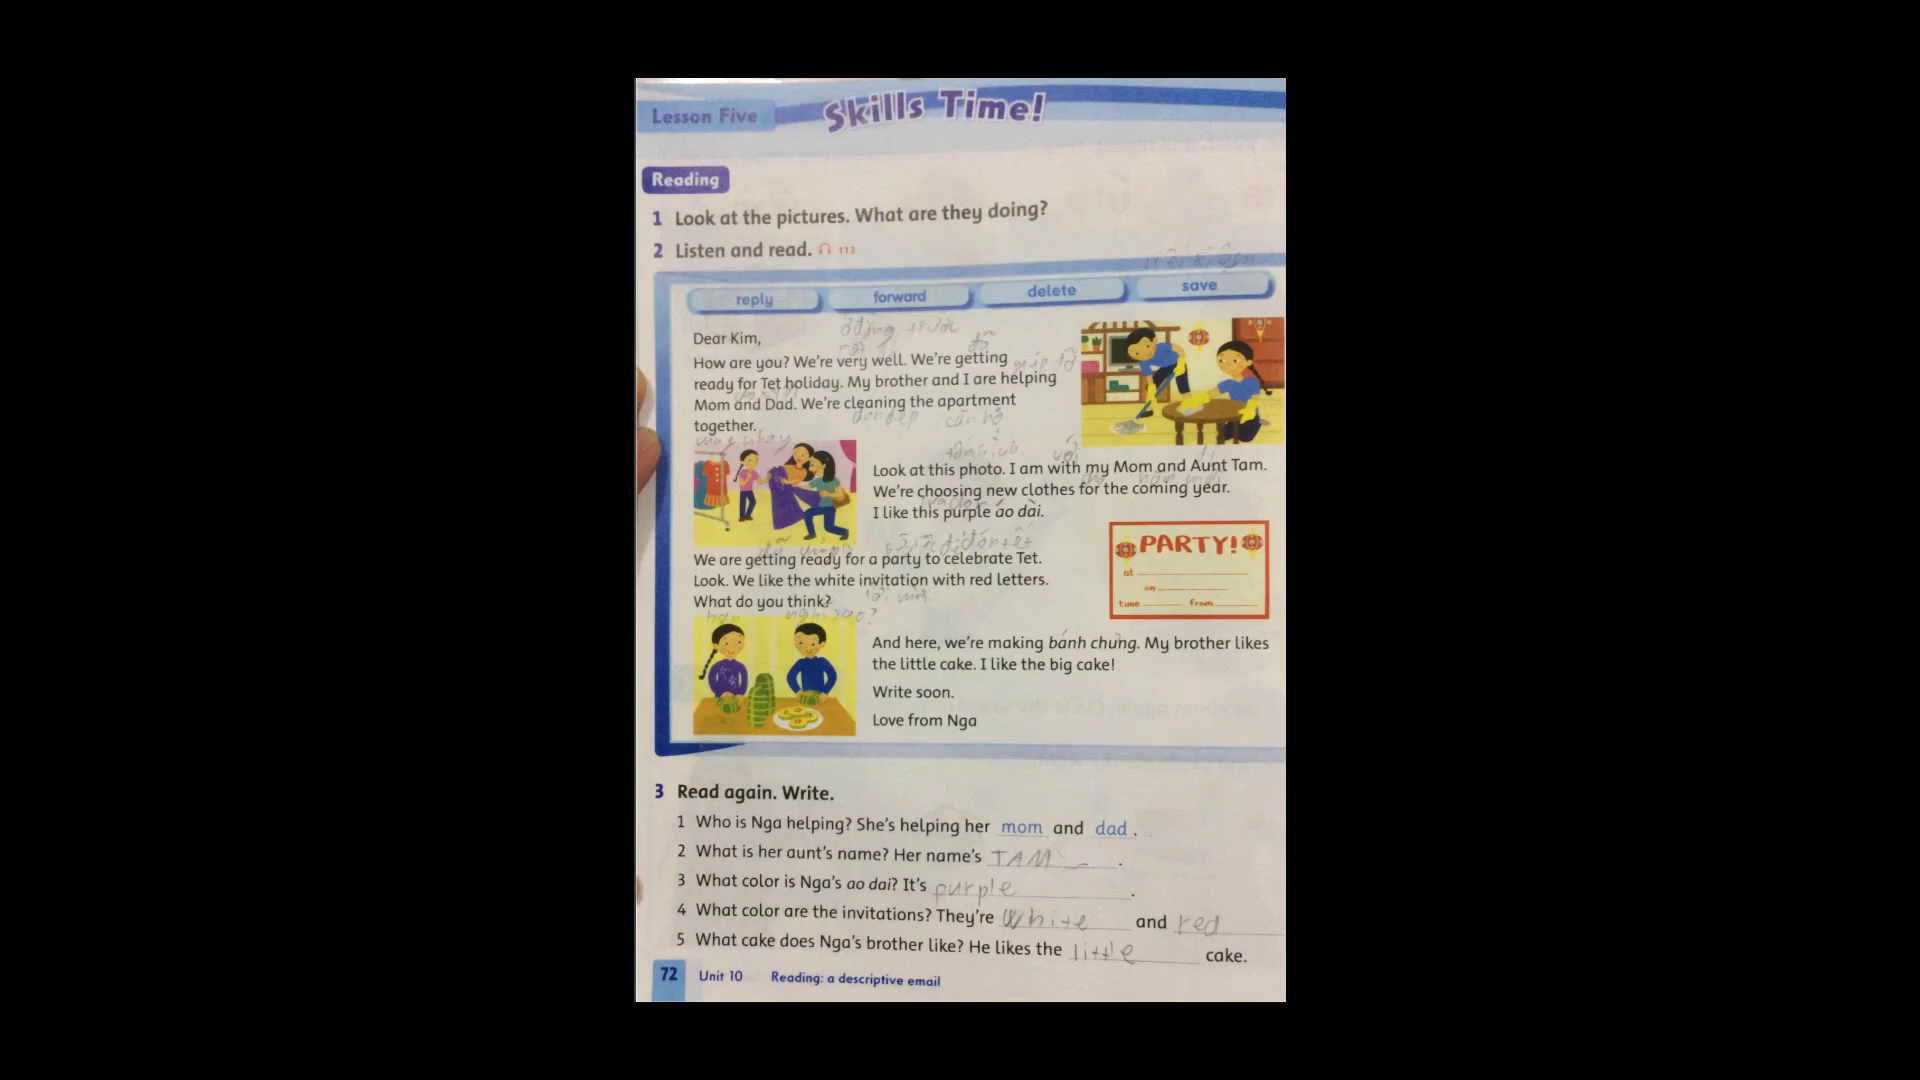 Lesson Five
Skills Time!
Reading
1 Look at the pictures. What are they doing?
2 Listen and read. 113
reply forward delete save
Dear Kim,
How are you? We're very well. We're getting
ready for Tet holiday. My brother and I are helping
Mom and Dad. We're cleaning the apartment
together.
giúp đỡ
căn hộ
Look at this photo. I am with my Mom and Aunt Tam.
We're choosing new clothes for the coming year.
I like this purple áo dài.
We are getting ready for a party to celebrate Tet.
Look. We like the white invitation with red letters.
What do you think?
PARTY!
at
on
time from
And here, we're making bánh chưng. My brother likes
the little cake. I like the big cake!
Write soon.
Love from Nga
3 Read again. Write.
1 Who is Nga helping? She's helping her mom and dad.
2 What is her aunt's name? Her name's TAM.
3 What color is Nga's ao dai? It's purple.
4 What color are the invitations? They're white and red
5 What cake does Nga's brother like? He likes the little cake.
72 Unit 10 Reading: a descriptive email